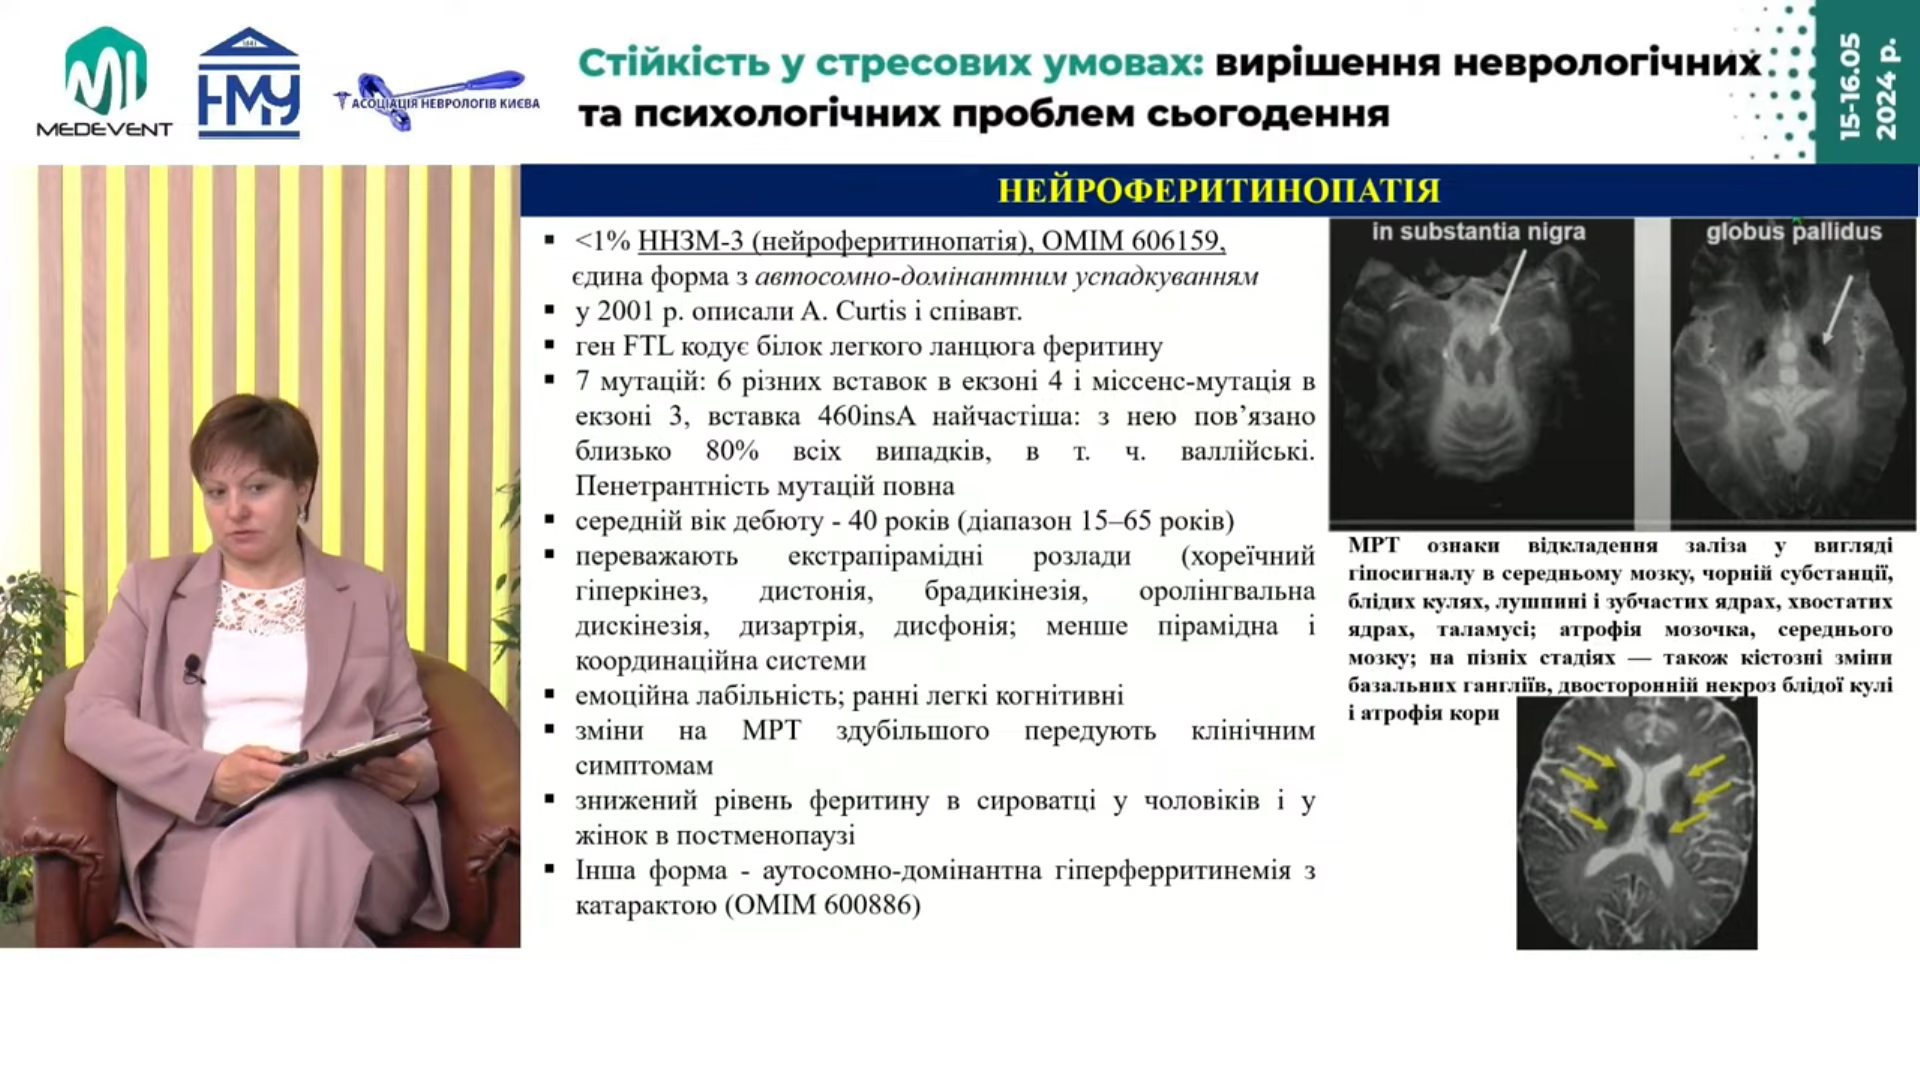 MEDEVENT
1841
НМУ
АСОЦІАЦІЯ НЕВРОЛОГІВ КИЄВА
Стійкість у стресових умовах: вирішення неврологічних
та психологічних проблем сьогодення
15-16.05
2024 р.
НЕЙРОФЕРИТИНОПАТІЯ
▪ <1% ННЗМ-3 (нейроферитинопатія), OMIM 606159,
єдина форма з автосомно-домінантним успадкуванням
▪ у 2001 р. описали A. Curtis і співавт.
▪ ген FTL кодує білок легкого ланцюга феритину
▪ 7 мутацій: 6 різних вставок в екзоні 4 і міссенс-мутація в
екзоні 3, вставка 460insA найчастіша: з нею пов’язано
близько 80% всіх випадків, в т. ч. валлійські.
Пенетрантність мутацій повна
▪ середній вік дебюту - 40 років (діапазон 15–65 років)
▪ переважають екстрапірамідні розлади (хореїчний
гіперкінез, дистонія, брадикінезія, оролінгвальна
дискінезія, дизартрія, дисфонія; менше пірамідна і
координаційна системи
▪ емоційна лабільність; ранні легкі когнітивні
▪ зміни на МРТ здубільшого передують клінічним
симптомам
▪ знижений рівень феритину в сироватці у чоловіків і у
жінок в постменопаузі
▪ Інша форма - аутосомно-домінантна гіперферритинемія з
катарактою (OMIM 600886)
in substantia nigra
globus pallidus
МРТ ознаки відкладення заліза у вигляді
гіпосигналу в середньому мозку, чорній субстанції,
блідих кулях, лушпині і зубчастих ядрах, хвостатих
ядрах, таламусі; атрофія мозочка, середнього
мозку; на пізніх стадіях — також кістозні зміни
базальних гангліїв, двосторонній некроз блідої кулі
і атрофія кори